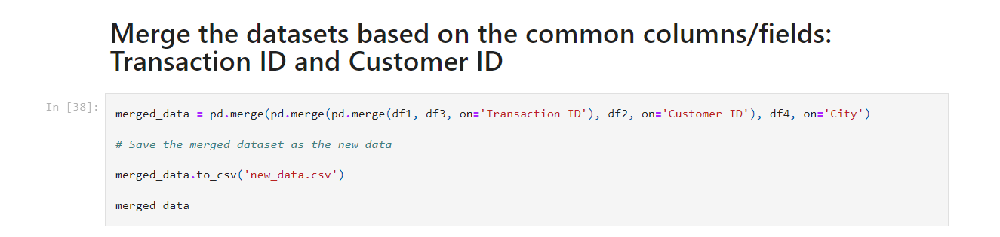 Merge the datasets based on the common columns/fields:
Transaction ID and Customer ID
In [38]:
merged_data = pd.merge(pd.merge(pd.merge(df1, df3, on='Transaction ID'), df2, on='Customer ID'), df4, on='City')
# Save the merged dataset as the new data
merged_data.to_csv('new_data.csv')
merged_data